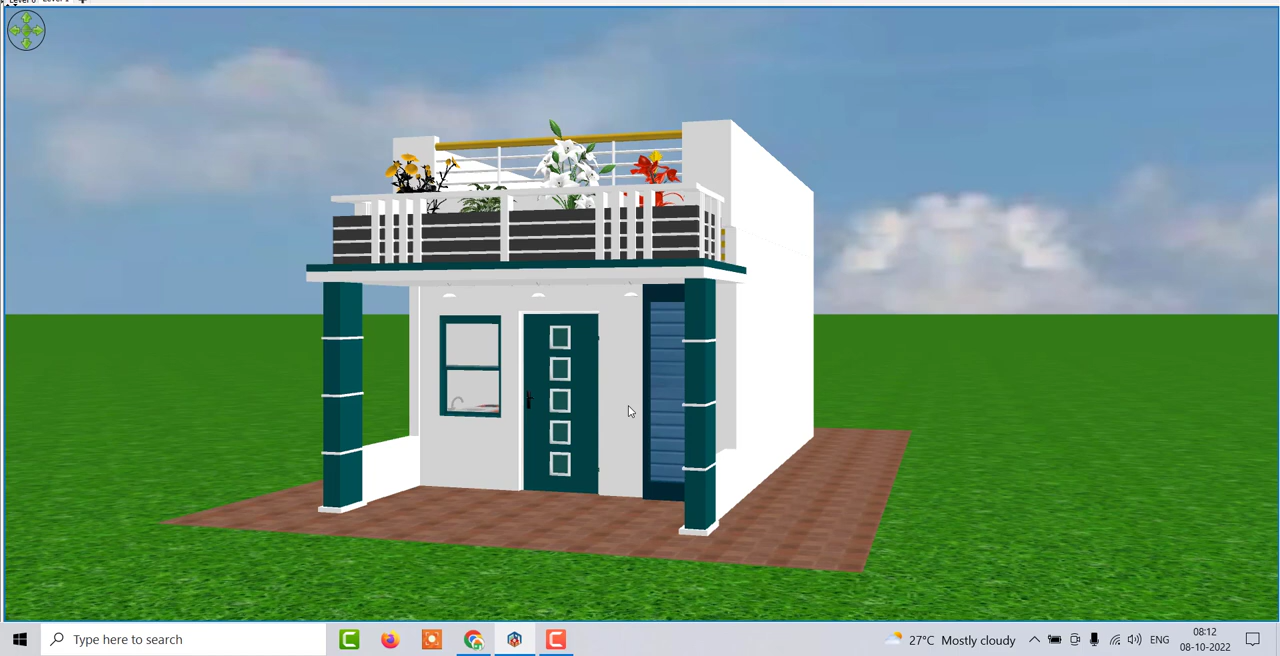 Type here to search
27°C Mostly cloudy
ENG
08:12
08-10-2022